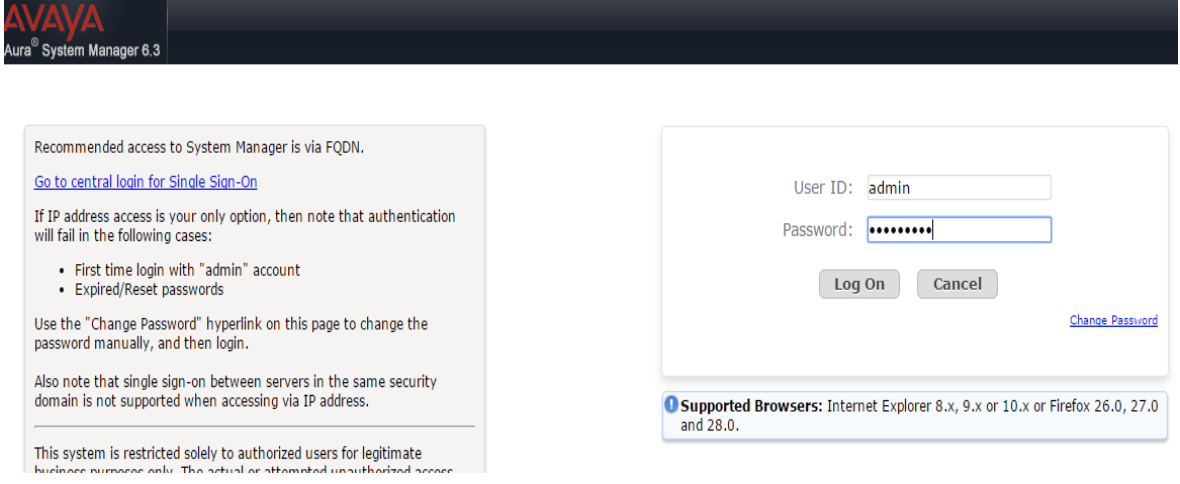 AVAYA
Aura® System Manager 6.3
Recommended access to System Manager is via FQDN.
Go to central login for Single Sign-On
If IP address access is your only option, then note that authentication
will fail in the following cases:
• First time login with "admin" account
• Expired/Reset passwords
Use the "Change Password" hyperlink on this page to change the
password manually, and then login.
Also note that single sign-on between servers in the same security
domain is not supported when accessing via IP address.
This system is restricted solely to authorized users for legitimate
business purposes only. The actual or attempted unauthorized access
User ID: admin
Password: •••••••••
Log On Cancel
Change Password
Supported Browsers: Internet Explorer 8.x, 9.x or 10.x or Firefox 26.0, 27.0
and 28.0.